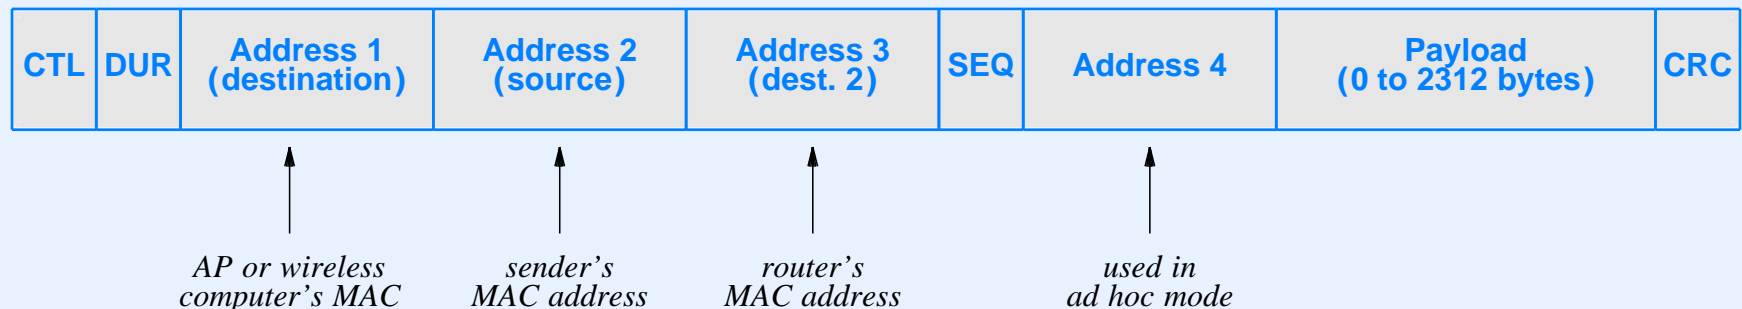 CTL
DUR
Address 1
(destination)
Address 2
(source)
Address 3
(dest. 2)
SEQ
Address 4
Payload
(0 to 2312 bytes)
CRC
AP or wireless
computer's MAC
sender's
MAC address
router's
MAC address
used in
ad hoc mode